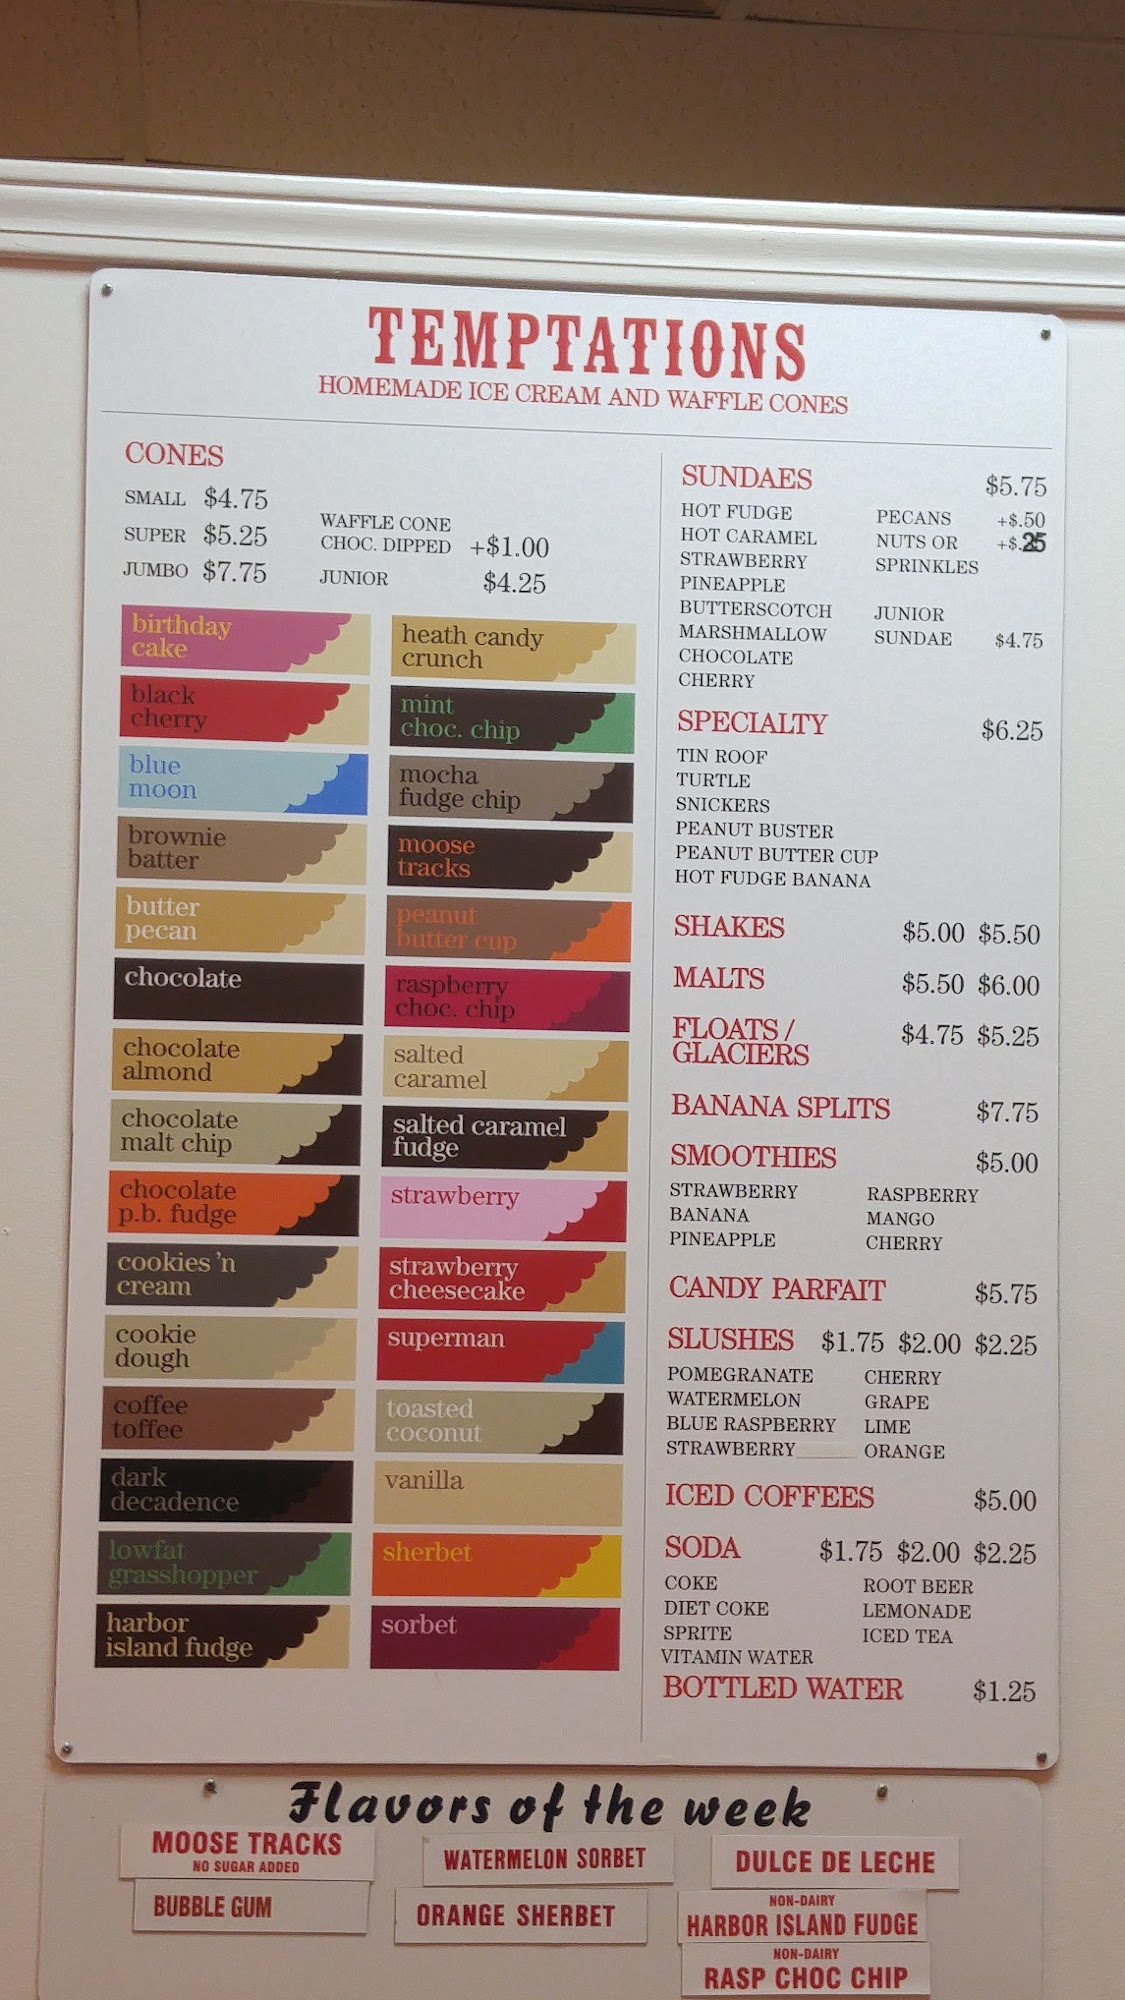 TEMPTATIONS
HOMEMADE ICE CREAM AND WAFFLE CONES
CONES
SMALL $4.75
SUPER $5.25
JUMBO $7.75
WAFFLE CONE
CHOC. DIPPED +$1.00
JUNIOR $4.25
birthday
cake
black
cherry
blue
moon
brownie
batter
butter
pecan
chocolate
chocolate
almond
chocolate
malt chip
chocolate
p.b. fudge
cookies 'n
cream
cookie
dough
coffee
toffee
dark
decadence
lowfat
grasshopper
harbor
island fudge
heath candy
crunch
mint
choc. chip
mocha
fudge chip
moose
tracks
peanut
butter cup
raspberry
choc. chip
salted
caramel
salted caramel
fudge
strawberry
strawberry
cheesecake
superman
toasted
coconut
vanilla
sherbet
sorbet
SUNDAES $5.75
HOT FUDGE
HOT CARAMEL
STRAWBERRY
PINEAPPLE
BUTTERSCOTCH
MARSHMALLOW
CHOCOLATE
CHERRY
PECANS +$.50
NUTS OR +$.25
SPRINKLES
JUNIOR
SUNDAE $4.75
SPECIALTY $6.25
TIN ROOF
TURTLE
SNICKERS
PEANUT BUSTER
PEANUT BUTTER CUP
HOT FUDGE BANANA
SHAKES $5.00 $5.50
MALTS $5.50 $6.00
FLOATS /
GLACIERS $4.75 $5.25
BANANA SPLITS $7.75
SMOOTHIES $5.00
STRAWBERRY RASPBERRY
BANANA MANGO
PINEAPPLE CHERRY
CANDY PARFAIT $5.75
SLUSHES $1.75 $2.00 $2.25
POMEGRANATE CHERRY
WATERMELON GRAPE
BLUE RASPBERRY LIME
STRAWBERRY ORANGE
ICED COFFEES $5.00
SODA $1.75 $2.00 $2.25
COKE ROOT BEER
DIET COKE LEMONADE
SPRITE ICED TEA
VITAMIN WATER
BOTTLED WATER $1.25
Flavors of the week
MOOSE TRACKS
NO SUGAR ADDED
BUBBLE GUM
WATERMELON SORBET
ORANGE SHERBET
DULCE DE LECHE
NON-DAIRY
HARBOR ISLAND FUDGE
NON-DAIRY
RASP CHOC CHIP